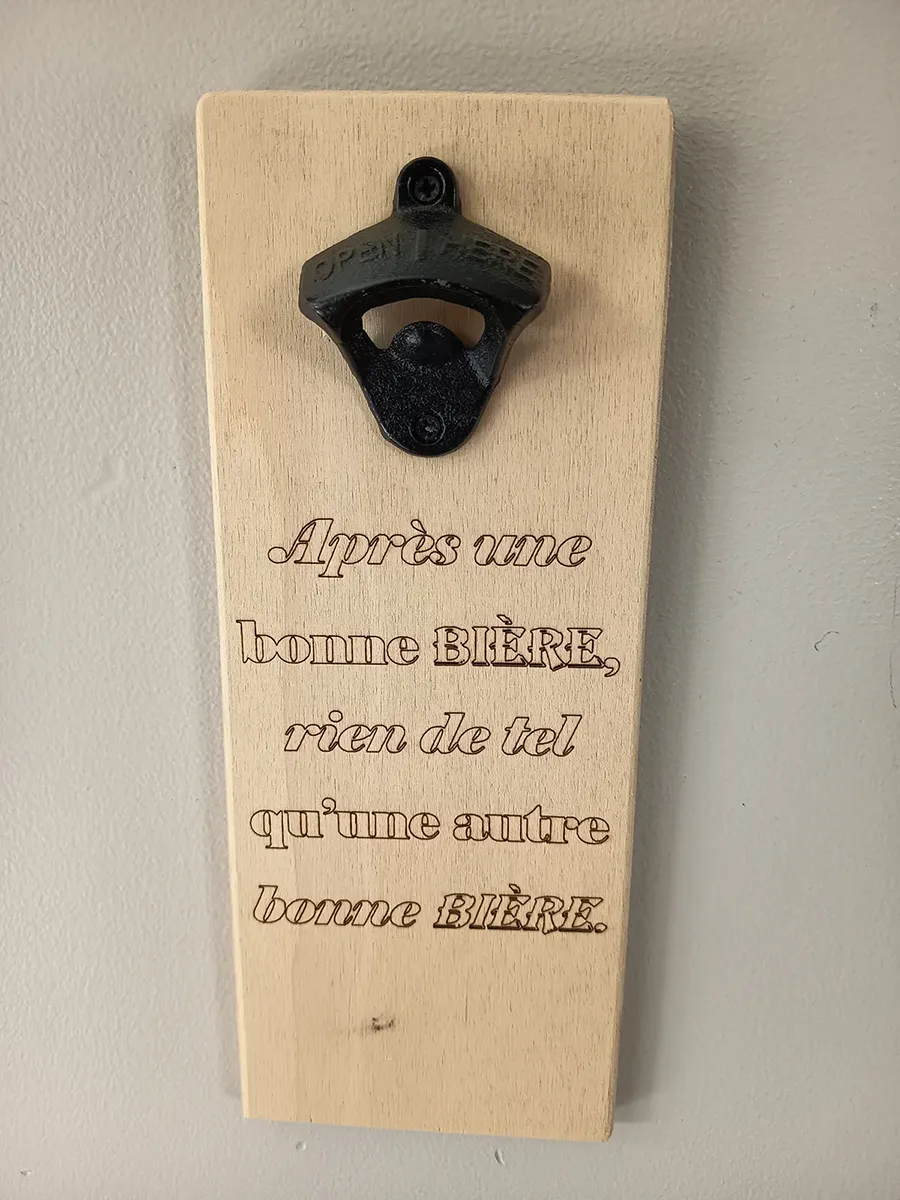 OPEN HERE
Après une
bonne BIÈRE,
rien de tel
qu'une autre
bonne BIÈRE.